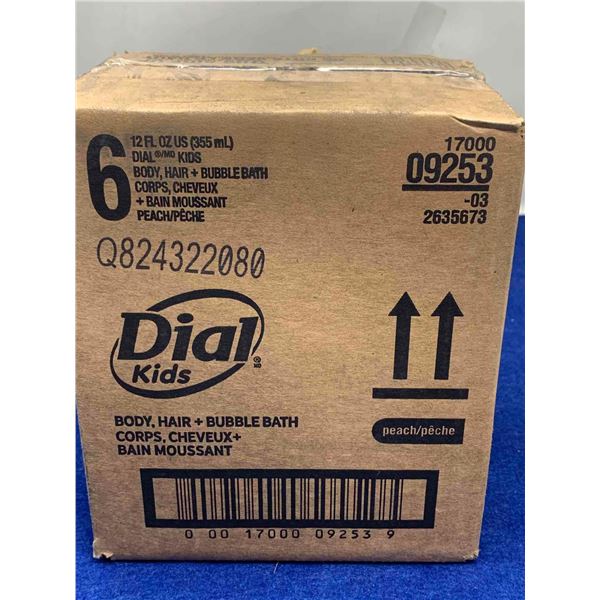 6
12 FL OZ US (355 mL)
DIAL®/MD KIDS
BODY, HAIR + BUBBLE BATH
CORPS, CHEVEUX
+ BAIN MOUSSANT
PEACH/PÊCHE
17000
09253
-03
2635673
Q824322080
Dial®
Kids
BODY, HAIR + BUBBLE BATH
CORPS, CHEVEUX+
BAIN MOUSSANT
peach/pêche
0 00 17000 09253 9